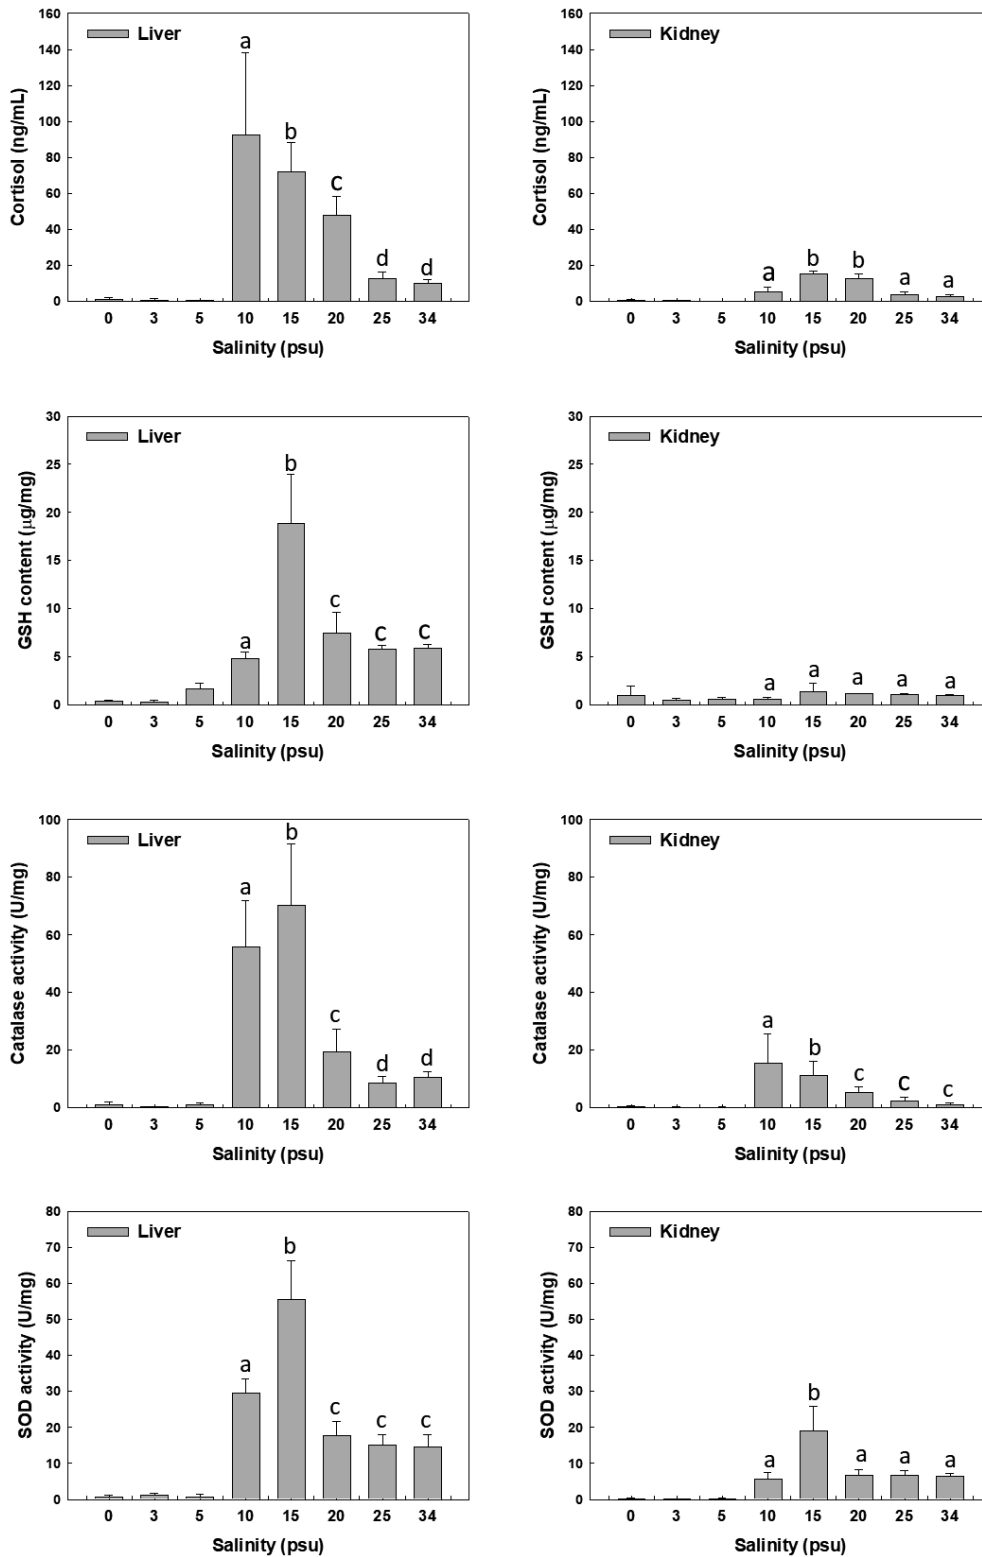 Liver
Cortisol (ng/mL)
160
140
120
100
80
60
40
20
0
a
b
c
d
d
0 3 5 10 15 20 25 34
Salinity (psu)
Kidney
Cortisol (ng/mL)
160
140
120
100
80
60
40
20
0
a
b
b
a
a
0 3 5 10 15 20 25 34
Salinity (psu)
Liver
GSH content (μg/mg)
30
25
20
15
10
5
0
a
b
c
c
c
0 3 5 10 15 20 25 34
Salinity (psu)
Kidney
GSH content (μg/mg)
30
25
20
15
10
5
0
a
a
a
a
a
0 3 5 10 15 20 25 34
Salinity (psu)
Liver
Catalase activity (U/mg)
100
80
60
40
20
0
a
b
c
d
d
0 3 5 10 15 20 25 34
Salinity (psu)
Kidney
Catalase activity (U/mg)
100
80
60
40
20
0
a
b
c
c
c
0 3 5 10 15 20 25 34
Salinity (psu)
Liver
SOD activity (U/mg)
80
70
60
50
40
30
20
10
0
a
b
c
c
c
0 3 5 10 15 20 25 34
Salinity (psu)
Kidney
SOD activity (U/mg)
80
70
60
50
40
30
20
10
0
a
b
a
a
a
0 3 5 10 15 20 25 34
Salinity (psu)